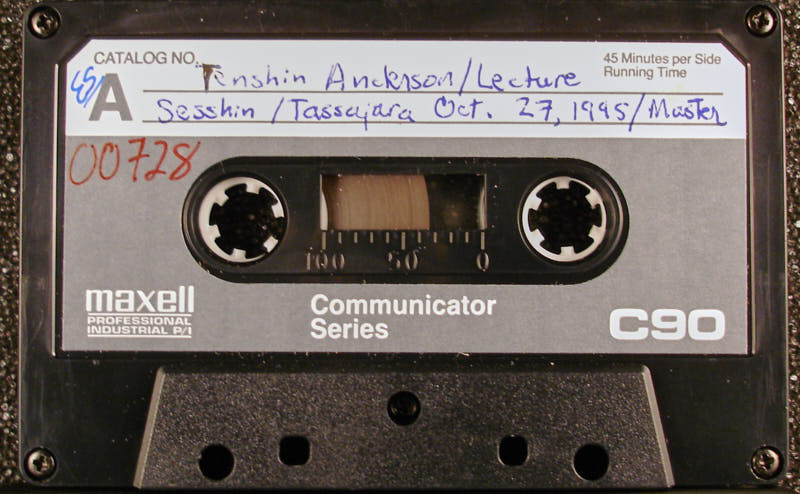 CATALOG NO.
45 Minutes per Side
Running Time
A
Tenshin Anderson/Lecture
Sesshin/Tassajara Oct. 27, 1995/Master
00728
100 50 0
maxell
PROFESSIONAL
INDUSTRIAL P/I
Communicator
Series
C90